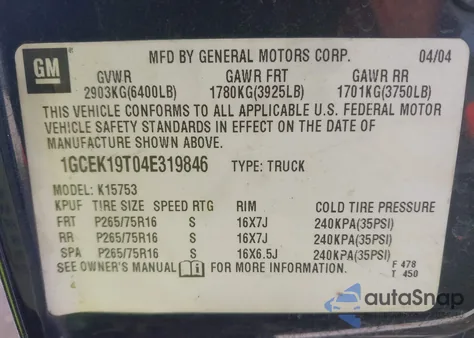 GM
MFD BY GENERAL MOTORS CORP. 04/04
GVWR GAWR FRT GAWR RR
2903KG(6400LB) 1780KG(3925LB) 1701KG(3750LB)
THIS VEHICLE CONFORMS TO ALL APPLICABLE U.S. FEDERAL MOTOR
VEHICLE SAFETY STANDARDS IN EFFECT ON THE DATE OF
MANUFACTURE SHOWN ABOVE.
1GCEK19T04E319846 TYPE: TRUCK
MODEL: K15753
KPUF TIRE SIZE SPEED RTG RIM COLD TIRE PRESSURE
FRT P265/75R16 S 16X7J 240KPA(35PSI)
RR P265/75R16 S 16X7J 240KPA(35PSI)
SPA P265/75R16 S 16X6.5J 240KPA(35PSI)
SEE OWNER'S MANUAL FOR MORE INFORMATION.
F 478
T 450
autoSnap